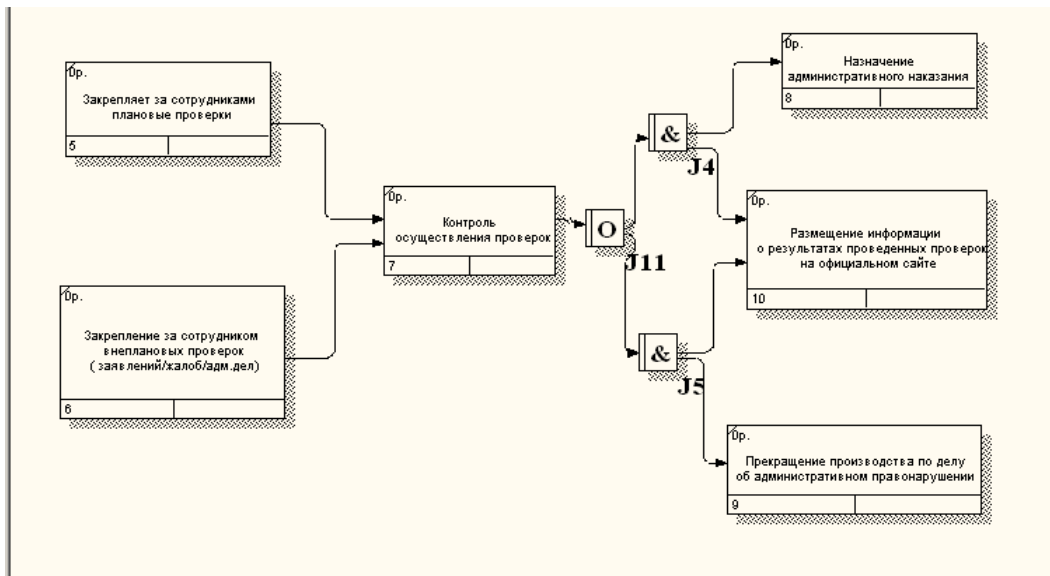 0р.
Закрепляет за сотрудниками
плановые проверки
5
0р.
Закрепление за сотрудником
внеплановых проверок
( заявлений/жалоб/адм.дел)
6
0р.
Контроль
осуществления проверок
7
O
J11
&
J4
&
J5
0р.
Назначение
административного наказания
8
0р.
Размещение информации
о результатах проведенных проверок
на официальном сайте
10
0р.
Прекращение производства по делу
об административном правонарушении
9